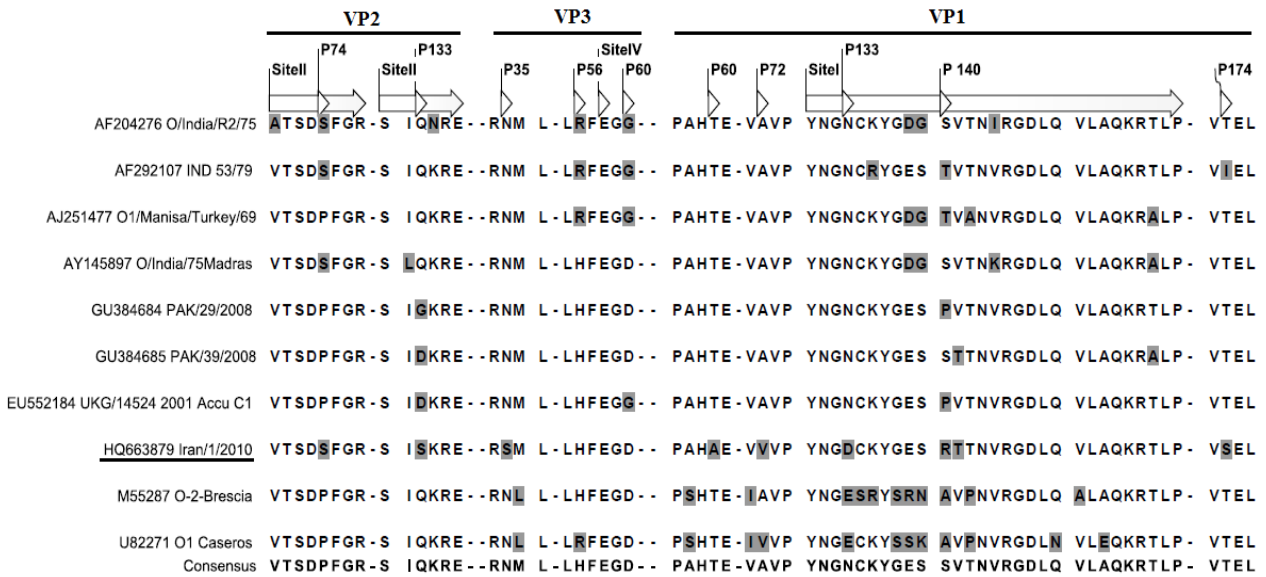 VP2 VP3 VP1
P74 P133 SiteIV P133
SiteII SiteII P35 P56 P60 P60 P72 SiteI P 140 P174
AF204276 O/India/R2/75 ATSDSFGR-S IQNRE--RNM L-LRFEGG-- PAHTE-VAVP YNGNCKYGDG SVTNIRGDLQ VLAQKRTLP- VTEL
AF292107 IND 53/79 VTSDSFGR-S IQKRE--RNM L-LRFEGG-- PAHTE-VAVP YNGNCRYGES TVTNVRGDLQ VLAQKRTLP- VIEL
AJ251477 O1/Manisa/Turkey/69 VTSDPFGR-S IQKRE--RNM L-LRFEGG-- PAHTE-VAVP YNGNCKYGDG TVANVRGDLQ VLAQKRALP- VTEL
AY145897 O/India/75Madras VTSDSFGR-S LQKRE--RNM L-LHFEGD-- PAHTE-VAVP YNGNCKYGDG SVTNKRGDLQ VLAQKRALP- VTEL
GU384684 PAK/29/2008 VTSDPFGR-S IGKRE--RNM L-LHFEGD-- PAHTE-VAVP YNGNCKYGES PVTNVRGDLQ VLAQKRTLP- VTEL
GU384685 PAK/39/2008 VTSDPFGR-S IDKRE--RNM L-LHFEGD-- PAHTE-VAVP YNGNCKYGES STTNVRGDLQ VLAQKRALP- VTEL
EU552184 UKG/14524 2001 Accu C1 VTSDPFGR-S IDKRE--RNM L-LHFEGG-- PAHTE-VAVP YNGNCKYGES PVTNVRGDLQ VLAQKRTLP- VTEL
HQ663879 Iran/1/2010 VTSDSFGR-S ISKRE--RSM L-LHFEGD-- PAHAE-VVVP YNGDCKYGES RTTNVRGDLQ VLAQKRTLP- VSEL
M55287 O-2-Brescia VTSDPFGR-S IQKRE--RNL L-LHFEGD-- PSHTE-IAVP YNGESRYSRN AVPNVRGDLQ ALAQKRTLP- VTEL
U82271 O1 Caseros VTSDPFGR-S IQKRE--RNL L-LRFEGD-- PSHTE-IVVP YNGECKYSSK AVPNVRGDLN VLEQKRTLP- VTEL
Consensus VTSDPFGR-S IQKRE--RNM L-LHFEGD-- PAHTE-VAVP YNGNCKYGES SVTNVRGDLQ VLAQKRTLP- VTEL